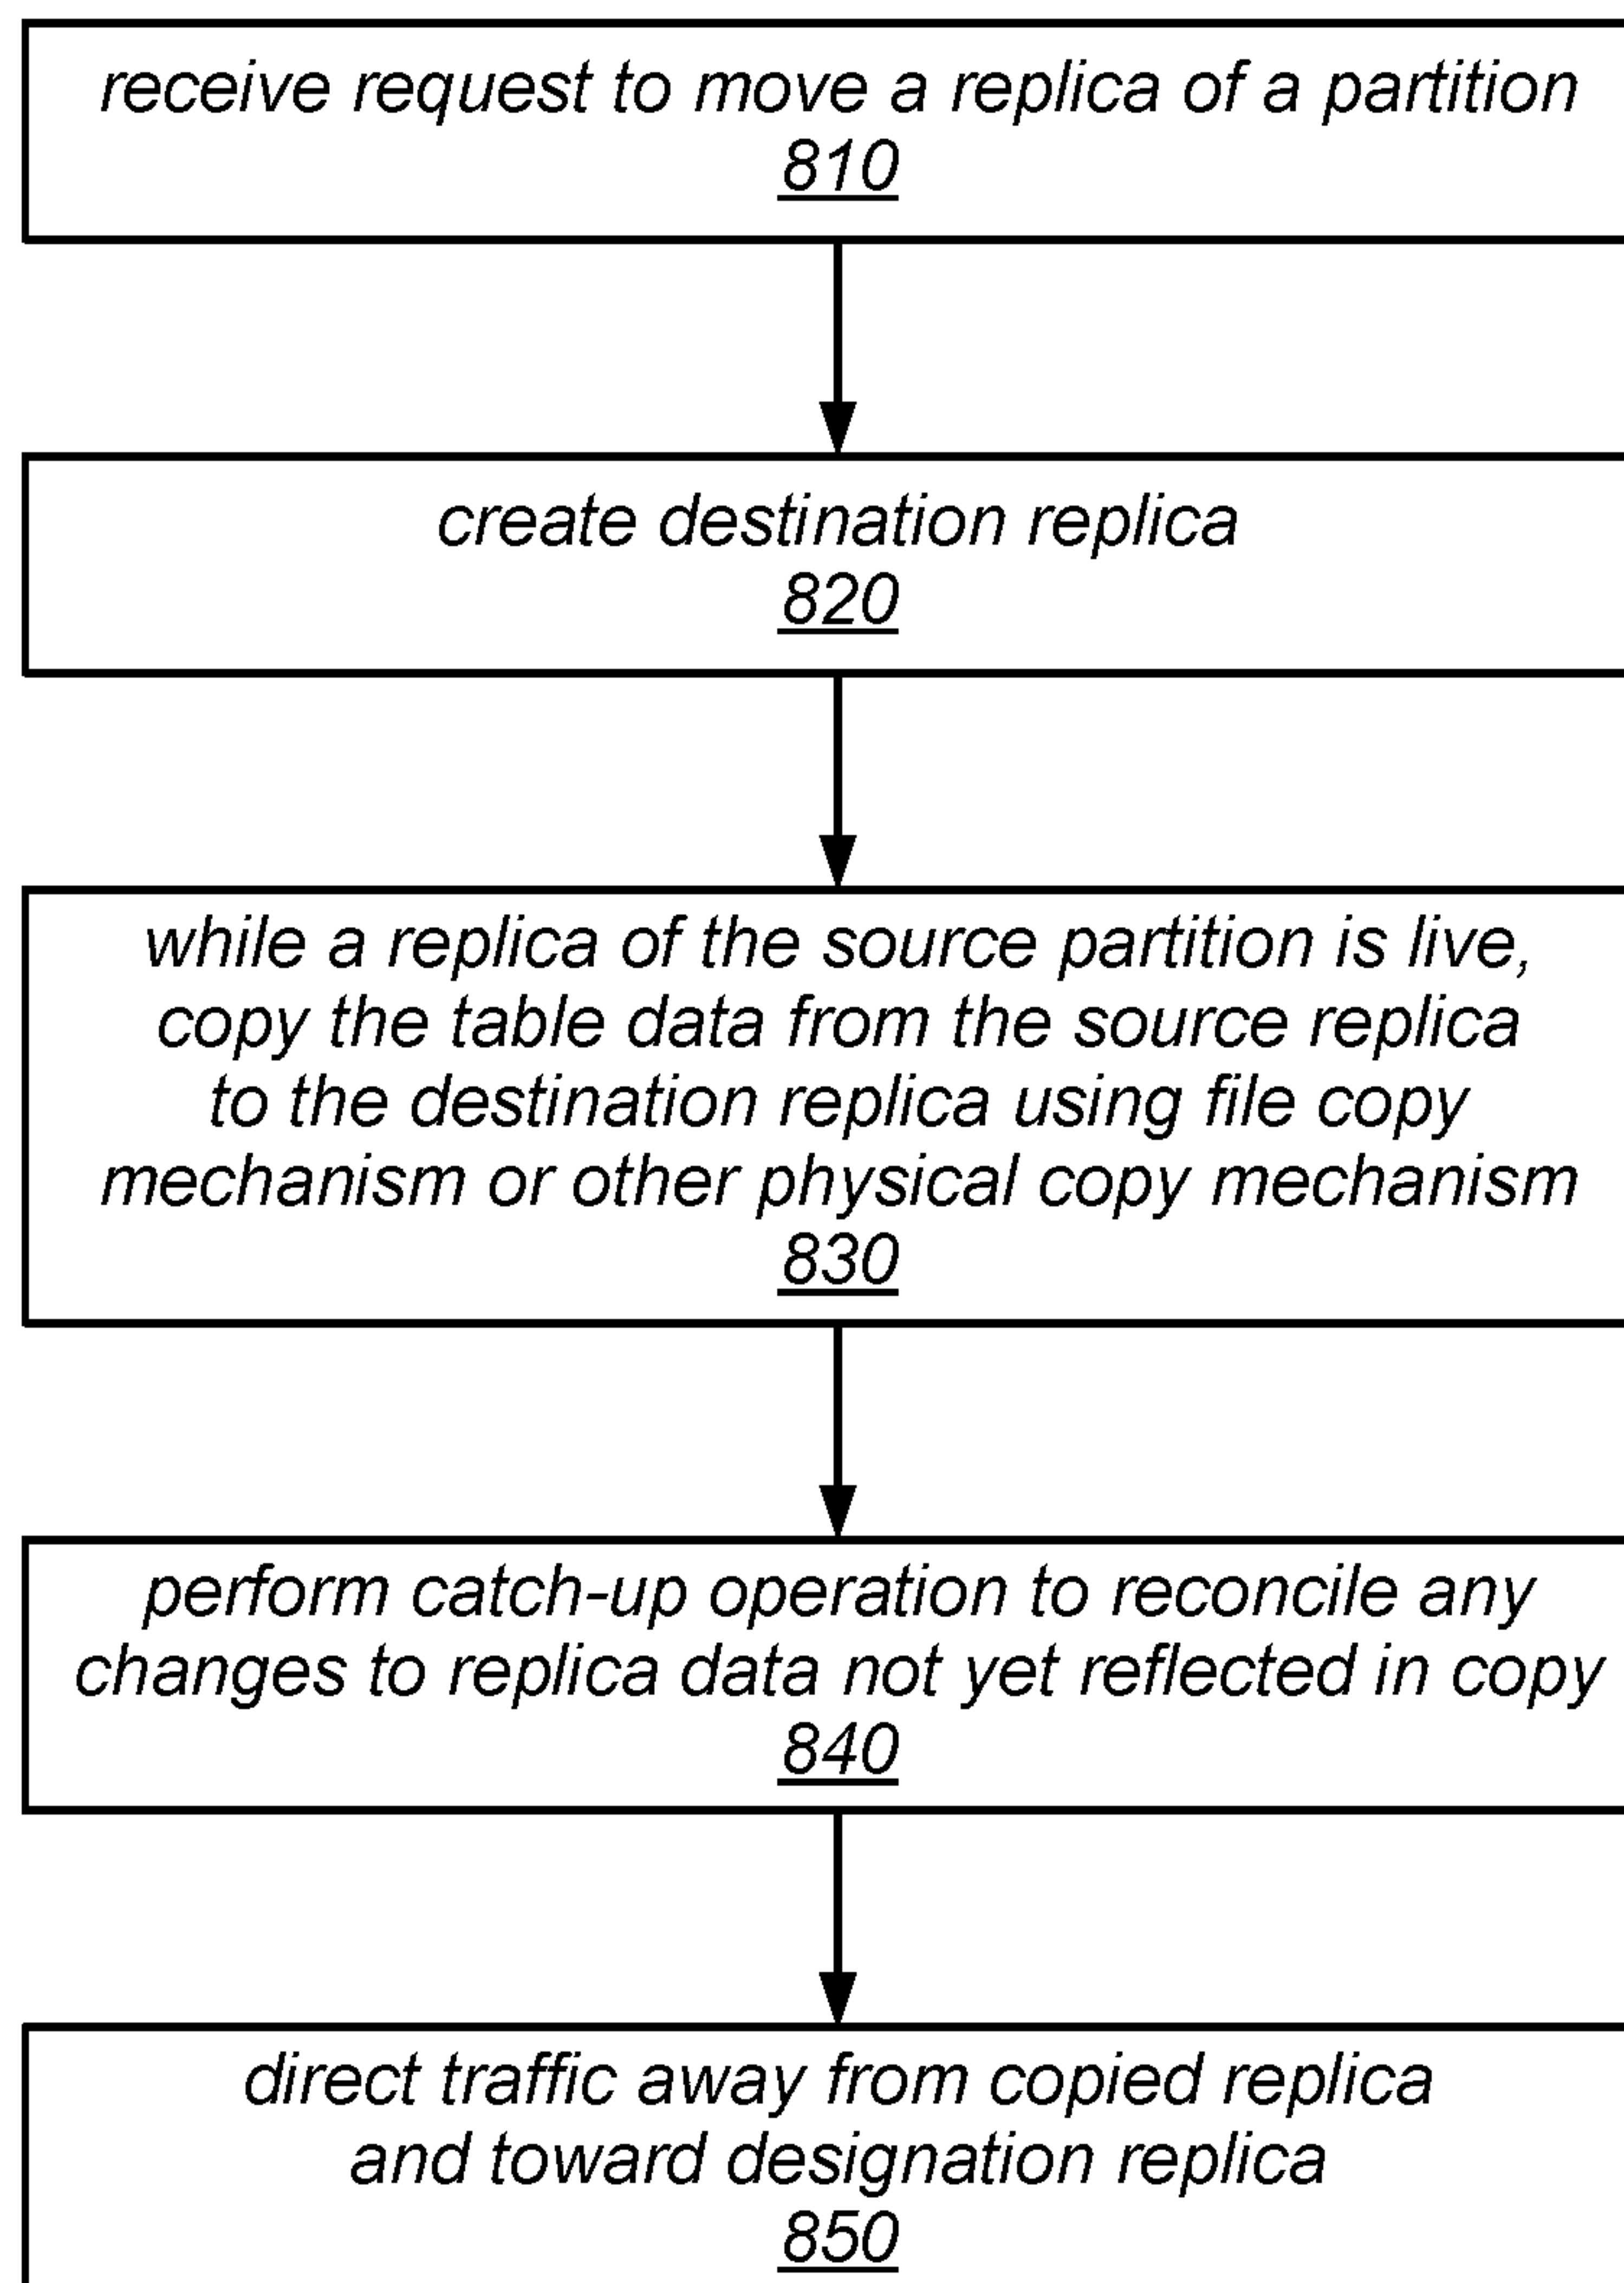 receive request to move a replica of a partition
810
create destination replica
820
while a replica of the source partition is live,
copy the table data from the source replica
to the destination replica using file copy
mechanism or other physical copy mechanism
830
perform catch-up operation to reconcile any
changes to replica data not yet reflected in copy
840
direct traffic away from copied replica
and toward designation replica
850